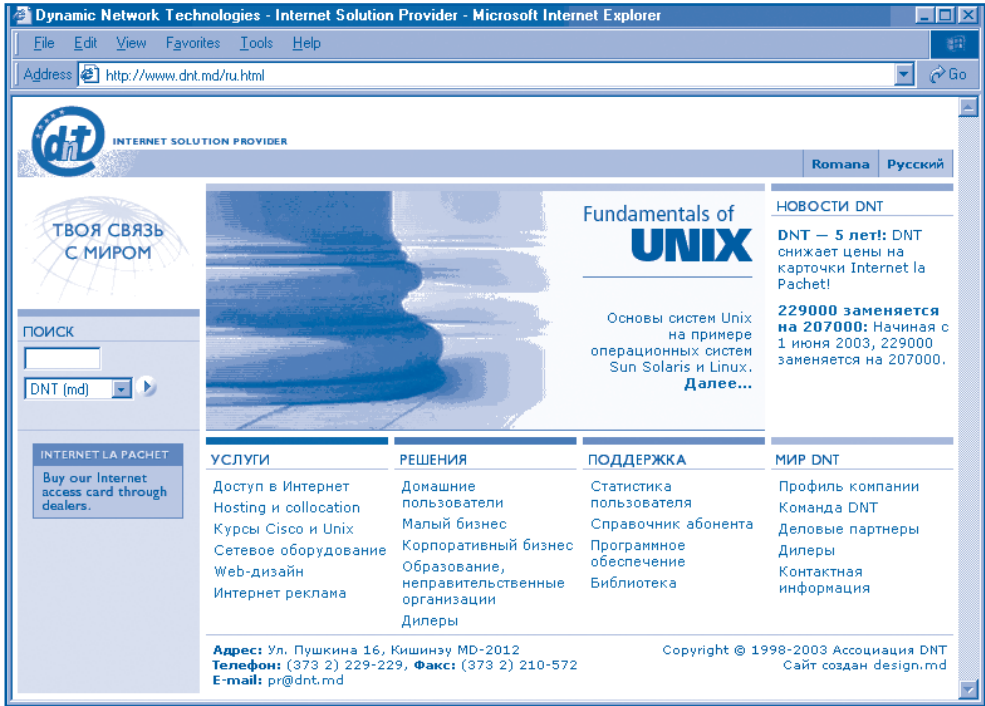 Dynamic Network Technologies - Internet Solution Provider - Microsoft Internet Explorer
File Edit View Favorites Tools Help
Address http://www.dnt.md/ru.html Go
dnt
INTERNET SOLUTION PROVIDER
Romana Русский
ТВОЯ СВЯЗЬ
С МИРОМ
ПОИСК
DNT (md)
INTERNET LA PACHET
Buy our Internet
access card through
dealers.
Fundamentals of
UNIX
Основы систем Unix
на примере
операционных систем
Sun Solaris и Linux.
Далее...
НОВОСТИ DNT
DNT — 5 лет!: DNT
снижает цены на
карточки Internet la
Pachet!
229000 заменяется
на 207000: Начиная с
1 июня 2003, 229000
заменяется на 207000.
УСЛУГИ
Доступ в Интернет
Hosting и collocation
Курсы Cisco и Unix
Сетевое оборудование
Web-дизайн
Интернет реклама
РЕШЕНИЯ
Домашние
пользователи
Малый бизнес
Корпоративный бизнес
Образование,
неправительственные
организации
Дилеры
ПОДДЕРЖКА
Статистика
пользователя
Справочник абонента
Программное
обеспечение
Библиотека
МИР DNT
Профиль компании
Команда DNT
Деловые партнеры
Дилеры
Контактная
информация
Адрес: Ул. Пушкина 16, Кишинэу MD-2012
Телефон: (373 2) 229-229, Факс: (373 2) 210-572
E-mail: pr@dnt.md
Copyright © 1998-2003 Ассоциация DNT
Сайт создан design.md